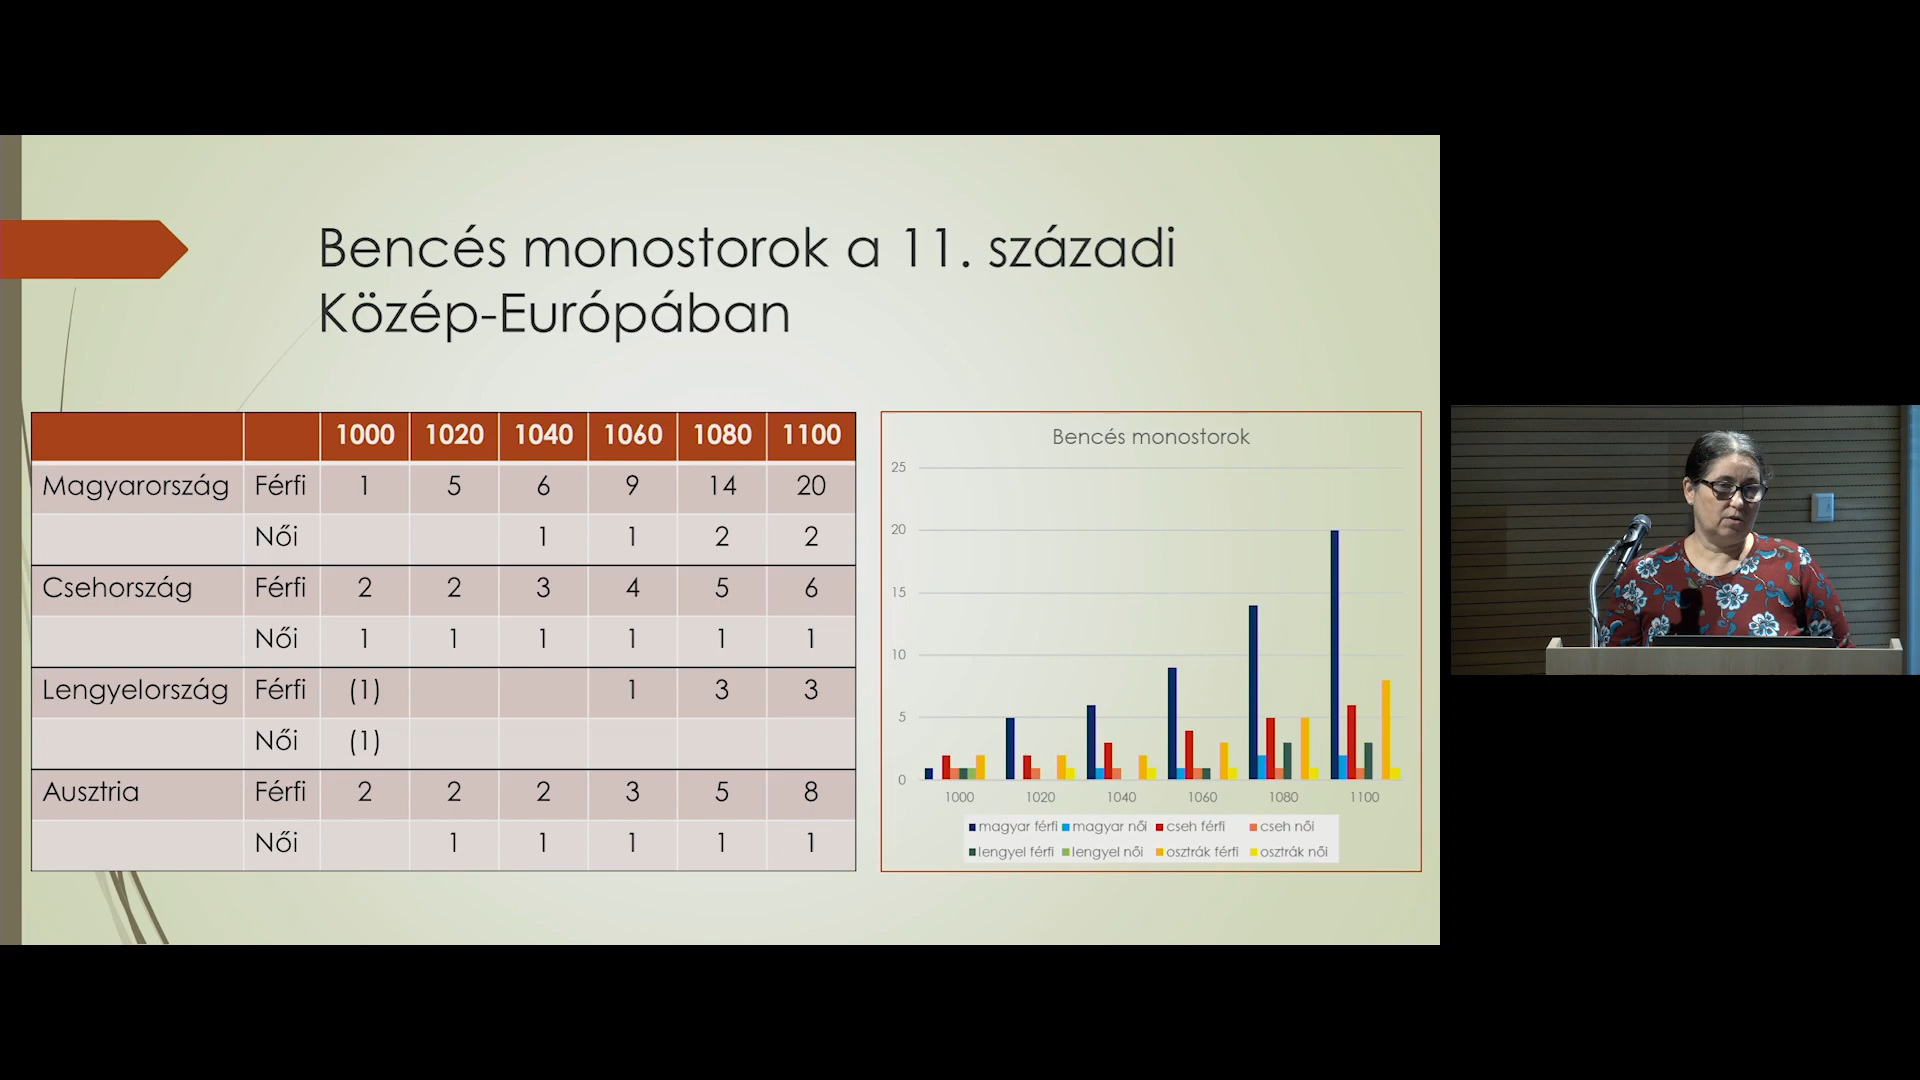 Bencés monostorok a 11. századi
Közép-Európában
1000 1020 1040 1060 1080 1100
Magyarország Férfi 1 5 6 9 14 20
Női 1 1 2 2
Csehország Férfi 2 2 3 4 5 6
Női 1 1 1 1 1 1
Lengyelország Férfi (1) 1 3 3
Női (1)
Ausztria Férfi 2 2 2 3 5 8
Női 1 1 1 1 1
Bencés monostorok
25
20
15
10
5
0
1000 1020 1040 1060 1080 1100
magyar férfi magyar női cseh férfi cseh női
lengyel férfi lengyel női osztrák férfi osztrák női